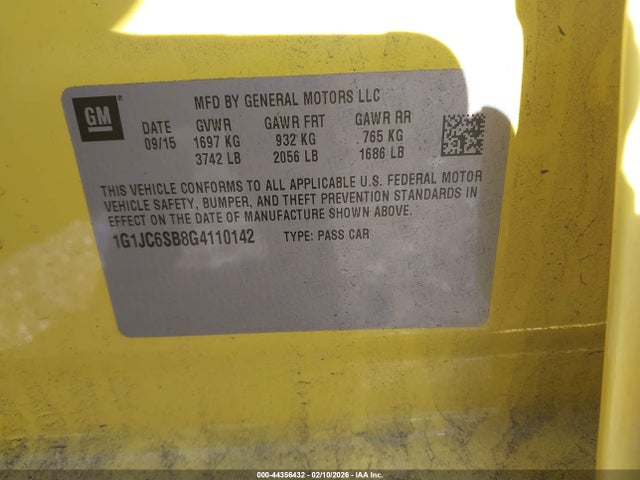 GM
MFD BY GENERAL MOTORS LLC
DATE GVWR GAWR FRT GAWR RR
09/15 1697 KG 932 KG 765 KG
3742 LB 2056 LB 1686 LB
THIS VEHICLE CONFORMS TO ALL APPLICABLE U.S. FEDERAL MOTOR
VEHICLE SAFETY, BUMPER, AND THEFT PREVENTION STANDARDS IN
EFFECT ON THE DATE OF MANUFACTURE SHOWN ABOVE.
1G1JC6SB8G4110142 TYPE: PASS CAR
000-44356432 - 02/10/2026 - IAA Inc.